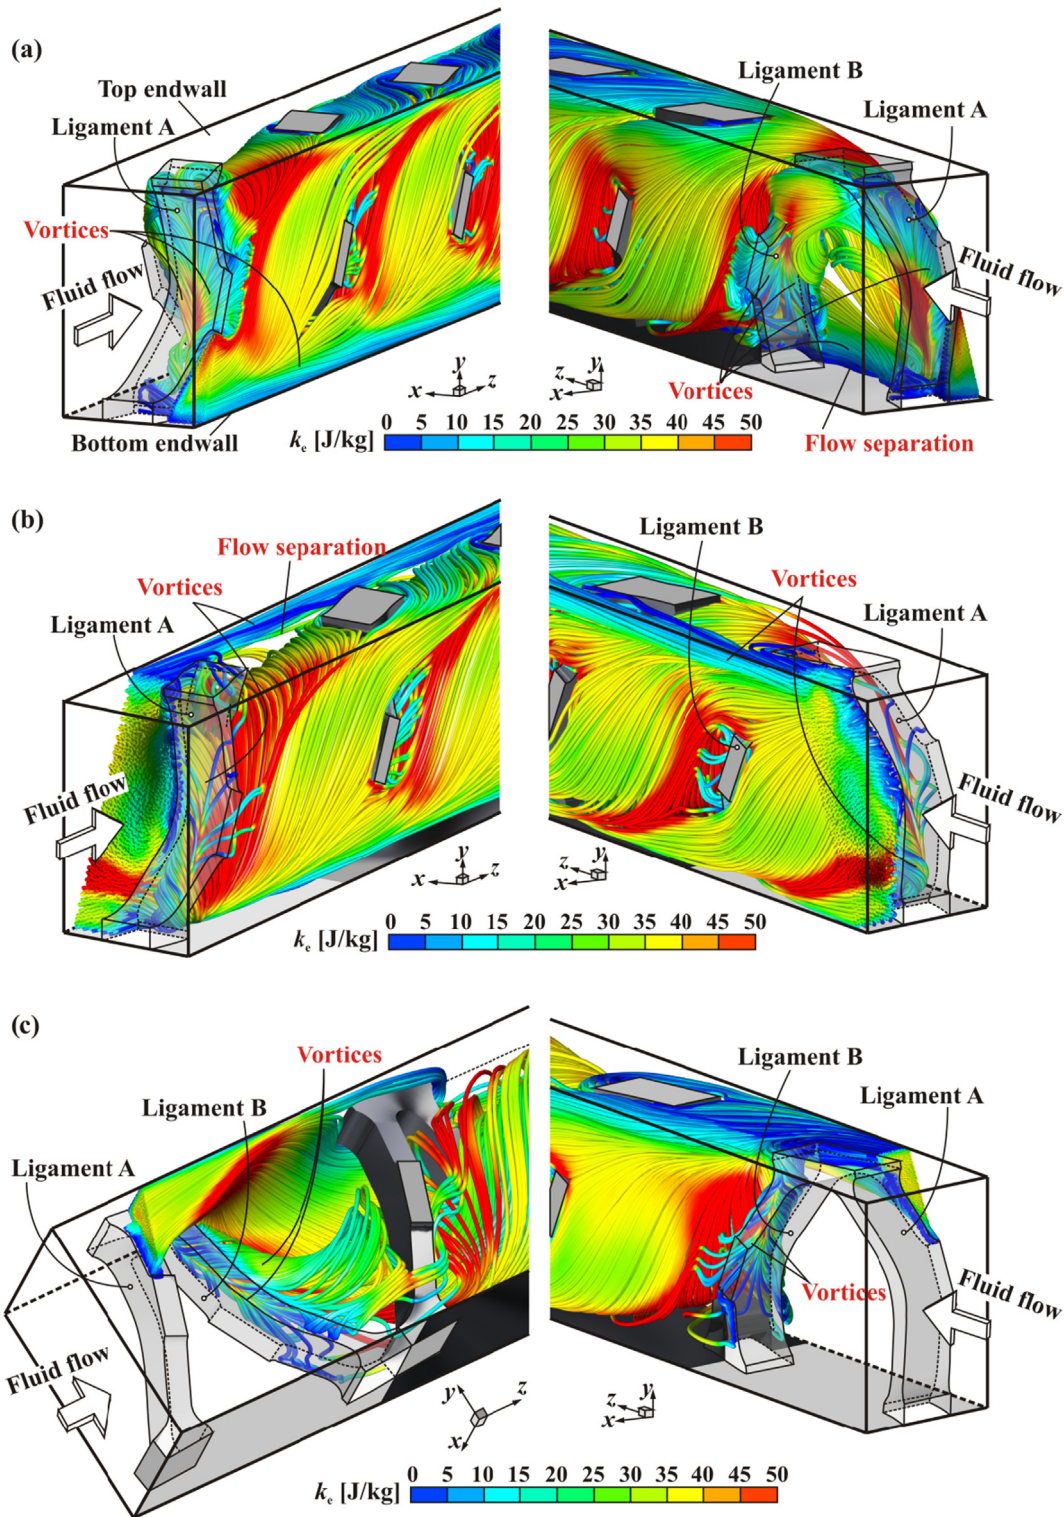 (a)
Top endwall
Ligament A
Vortices
Fluid flow
Bottom endwall
y
x
z
Ligament B
Ligament A
Fluid flow
Vortices
Flow separation
y
z
x
kₑ [J/kg]
0 5 10 15 20 25 30 35 40 45 50
(b)
Flow separation
Vortices
Ligament A
Fluid flow
y
x
z
Ligament B
Vortices
Ligament A
Fluid flow
y
z
x
kₑ [J/kg]
0 5 10 15 20 25 30 35 40 45 50
(c)
Vortices
Ligament B
Ligament A
Fluid flow
y
z
x
Ligament B
Ligament A
Vortices
Fluid flow
y
z
x
kₑ [J/kg]
0 5 10 15 20 25 30 35 40 45 50